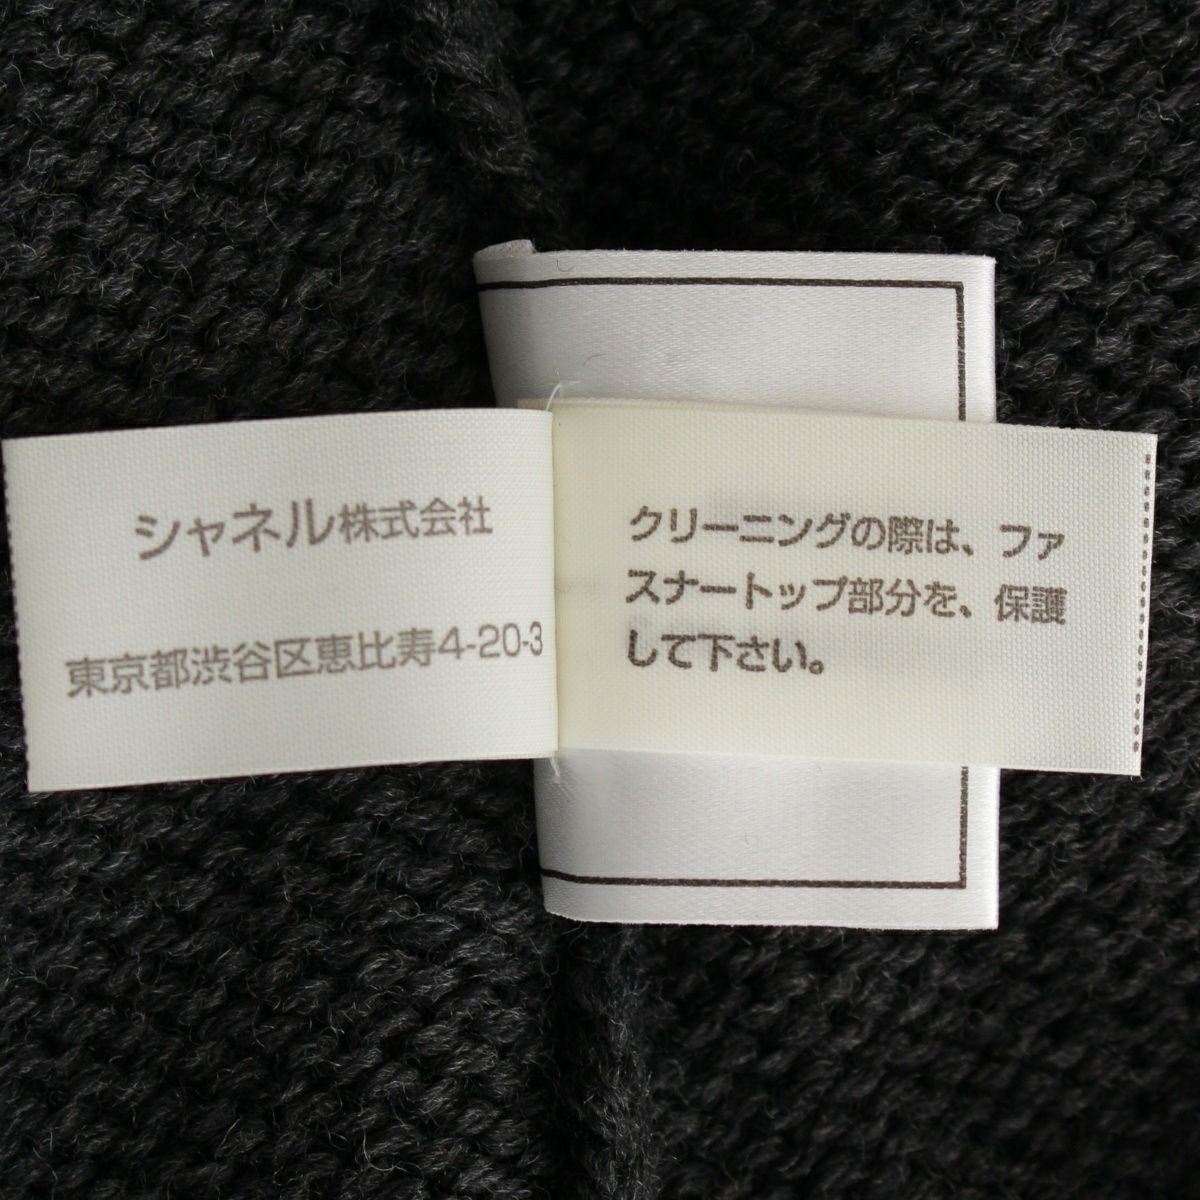 シャネル株式会社
東京都渋谷区恵比寿4-20-3
クリーニングの際は、ファ
スナートップ部分を、保護
して下さい。